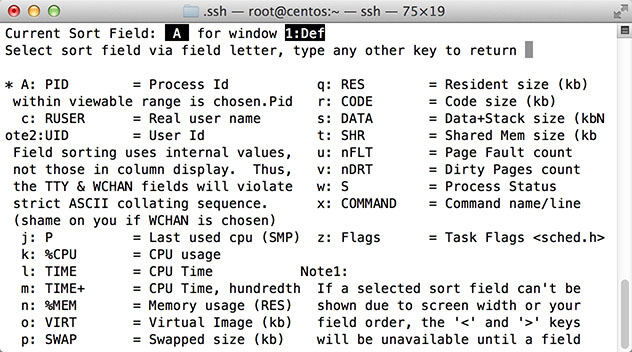 .ssh — root@centos:~ — ssh — 75×19
Current Sort Field:  A  for window 1:Def
Select sort field via field letter, type any other key to return

* A: PID        = Process Id              q: RES        = Resident size (kb)
 within viewable range is chosen.Pid      r: CODE       = Code size (kb)
  c: RUSER      = Real user name          s: DATA       = Data+Stack size (kbN
ote2:UID        = User Id                 t: SHR        = Shared Mem size (kb
 Field sorting uses internal values,      u: nFLT       = Page Fault count
 not those in column display.  Thus,      v: nDRT       = Dirty Pages count
 the TTY & WCHAN fields will violate      w: S          = Process Status
 strict ASCII collating sequence.         x: COMMAND    = Command name/line
 (shame on you if WCHAN is chosen)
  j: P          = Last used cpu (SMP)     z: Flags      = Task Flags <sched.h>
  k: %CPU       = CPU usage
  l: TIME       = CPU Time              Note1:
  m: TIME+      = CPU Time, hundredth     If a selected sort field can't be
  n: %MEM       = Memory usage (RES)      shown due to screen width or your
  o: VIRT       = Virtual Image (kb)      field order, the '<' and '>' keys
  p: SWAP       = Swapped size (kb)       will be unavailable until a field